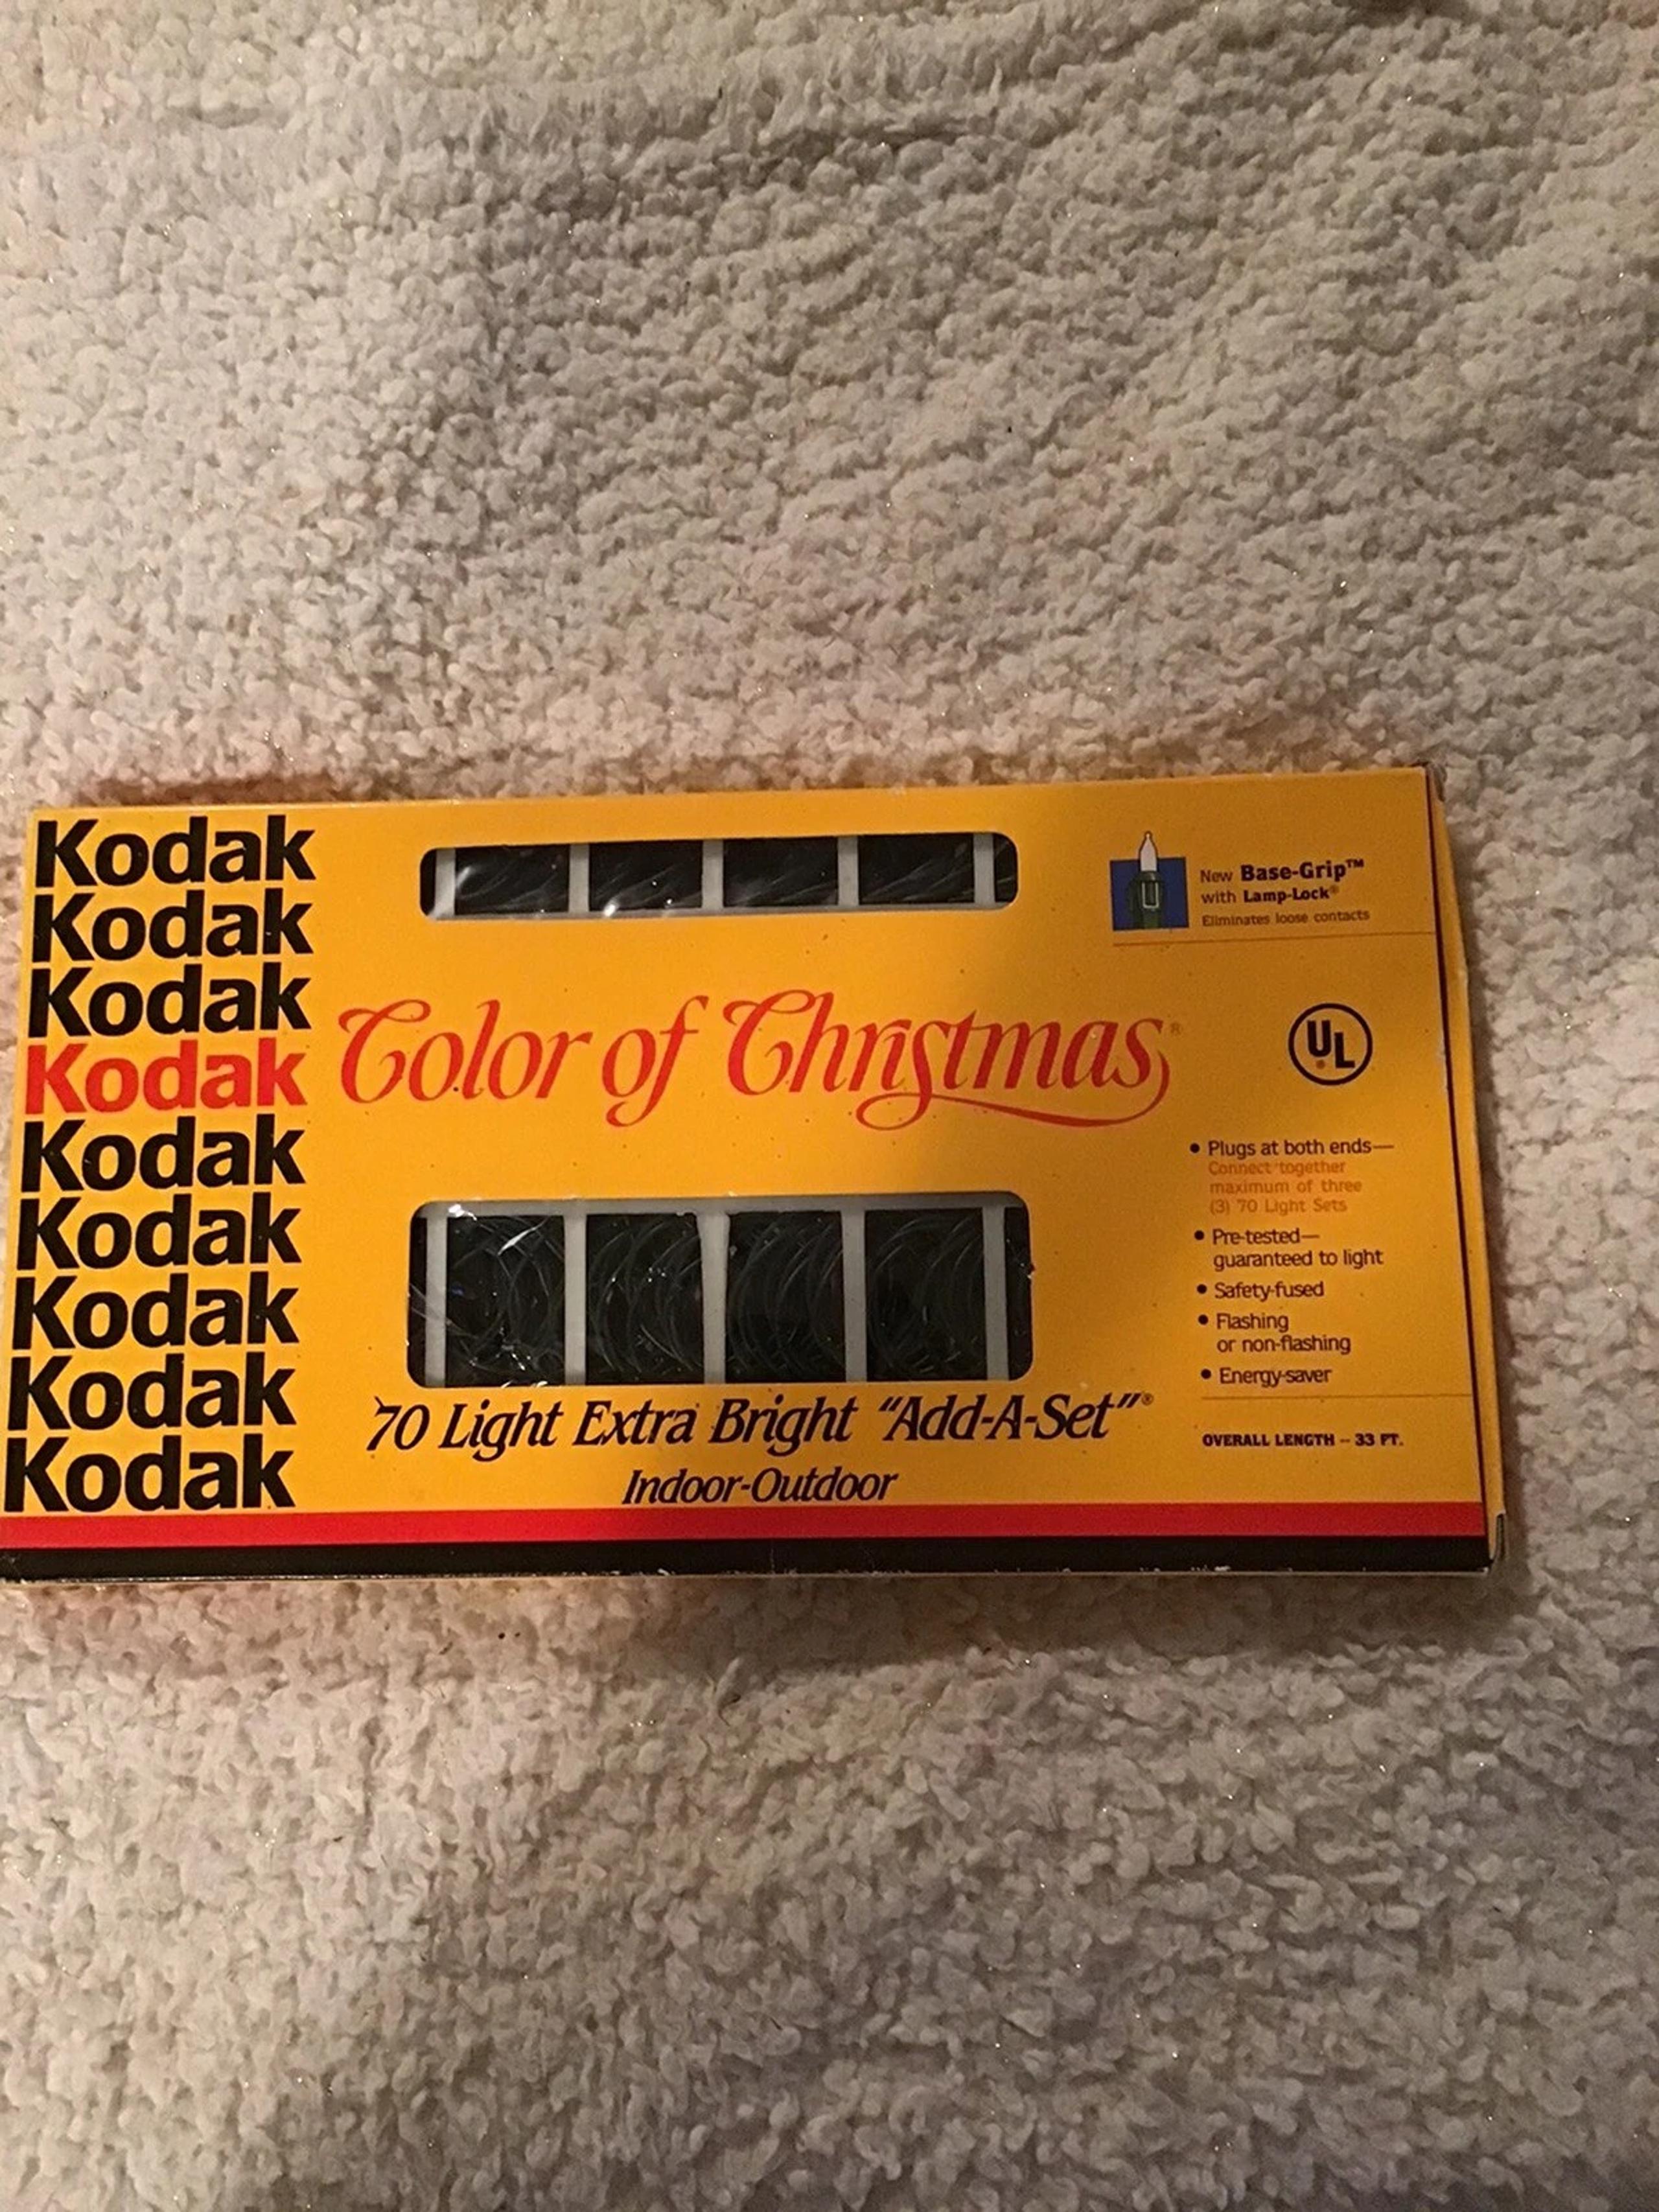 Kodak
Kodak
Kodak
Kodak
Kodak
Kodak
Kodak
Kodak
Kodak
Color of Christmas®
70 Light Extra Bright “Add-A-Set”®
Indoor-Outdoor
New Base-Grip™
with Lamp-Lock®
Eliminates loose contacts
UL
• Plugs at both ends—
Connect together
maximum of three
(3) 70 Light Sets
• Pre-tested—
guaranteed to light
• Safety-fused
• Flashing
or non-flashing
• Energy-saver
OVERALL LENGTH – 33 FT.